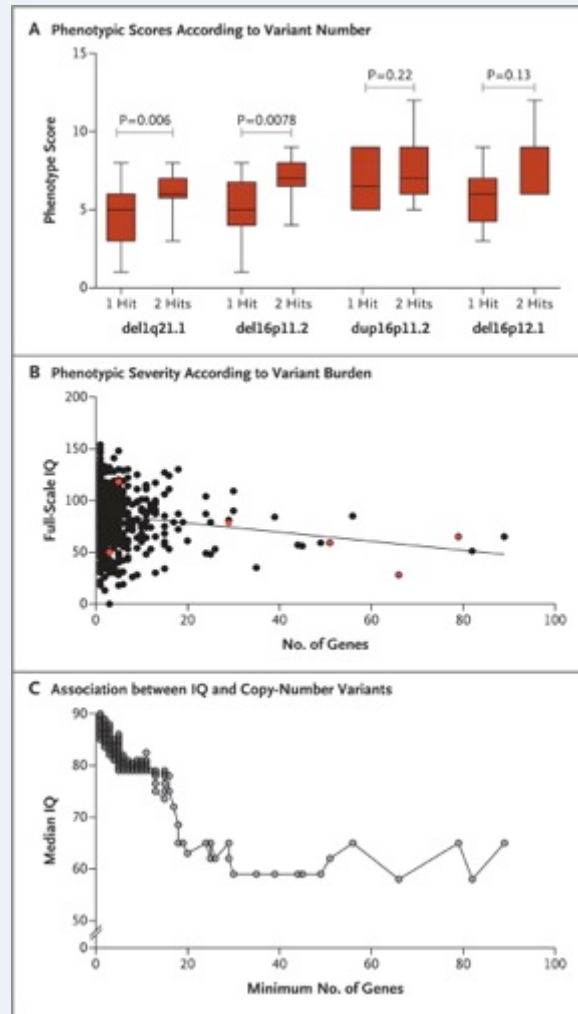 A Phenotypic Scores According to Variant Number
15
10
5
0
Phenotype Score
P=0.006
P=0.0078
P=0.22
P=0.13
1 Hit 2 Hits 1 Hit 2 Hits 1 Hit 2 Hits 1 Hit 2 Hits
del1q21.1 del16p11.2 dup16p11.2 del16p12.1
B Phenotypic Severity According to Variant Burden
200
150
100
50
0
Full-Scale IQ
0 20 40 60 80 100
No. of Genes
C Association between IQ and Copy-Number Variants
90
80
70
60
50
0
Median IQ
0 20 40 60 80 100
Minimum No. of Genes